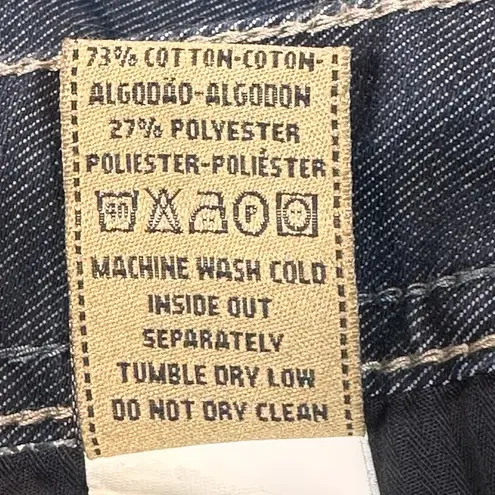 73% COTTON-COTON-
ALGODÃO-ALGODON
27% POLYESTER
POLIESTER-POLIÉSTER
40 P
MACHINE WASH COLD
INSIDE OUT
SEPARATELY
TUMBLE DRY LOW
DO NOT DRY CLEAN